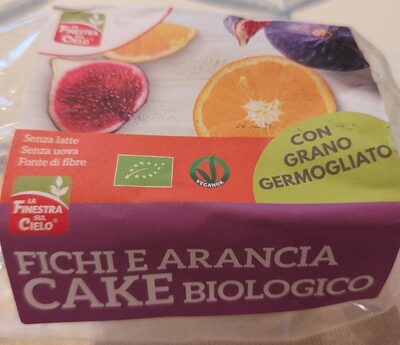 LA
FINESTRA
SUL
CIELO
Senza latte
Senza uova
Fonte di fibre
VEGANOK
CON
GRANO
GERMOGLIATO
LA
FINESTRA
SUL
CIELO
FICHI E ARANCIA
CAKE BIOLOGICO